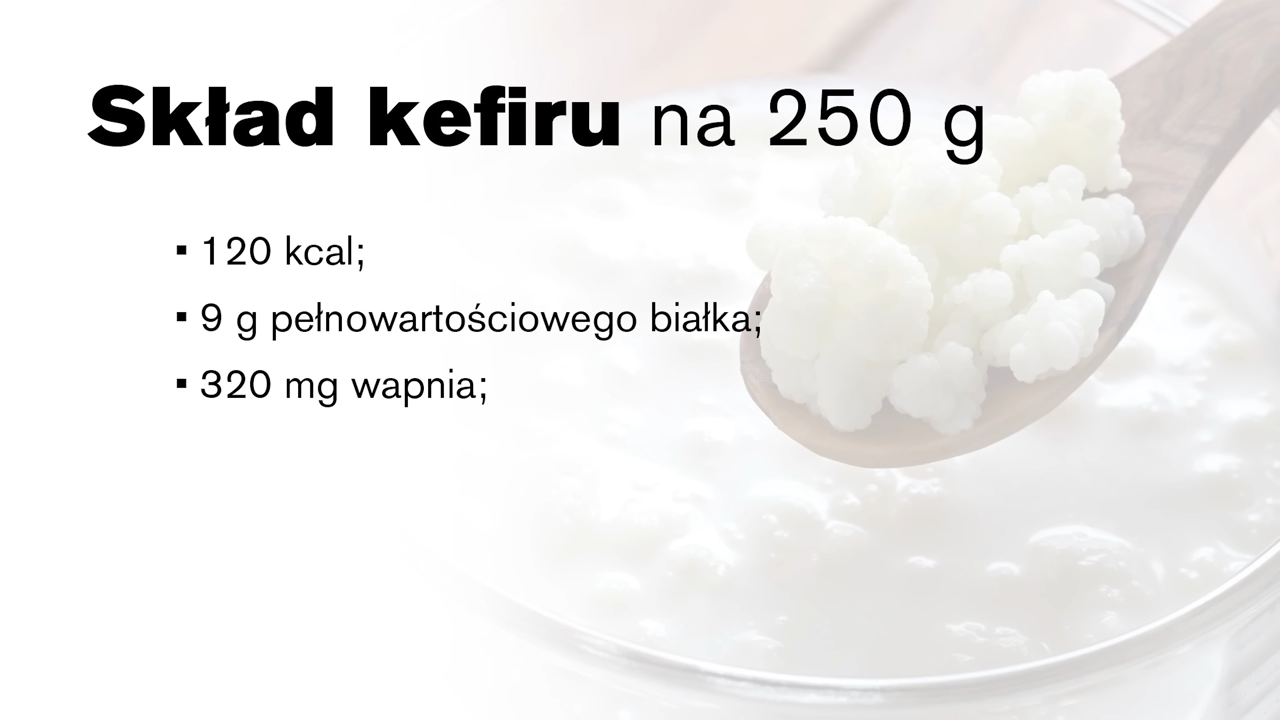 Skład kefiru na 250 g
▪ 120 kcal;
▪ 9 g pełnowartościowego białka;
▪ 320 mg wapnia;